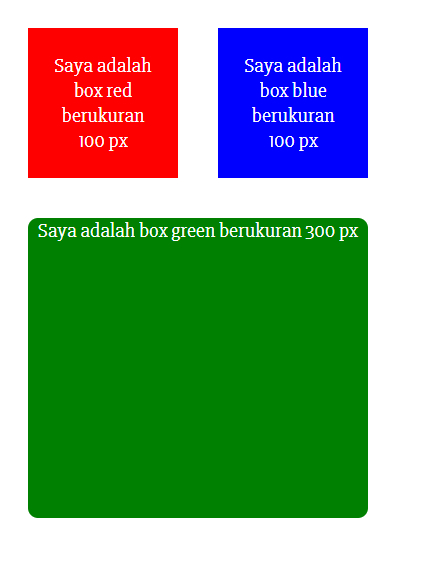 Saya adalah
box red
berukuran
100 px
Saya adalah
box blue
berukuran
100 px
Saya adalah box green berukuran 300 px